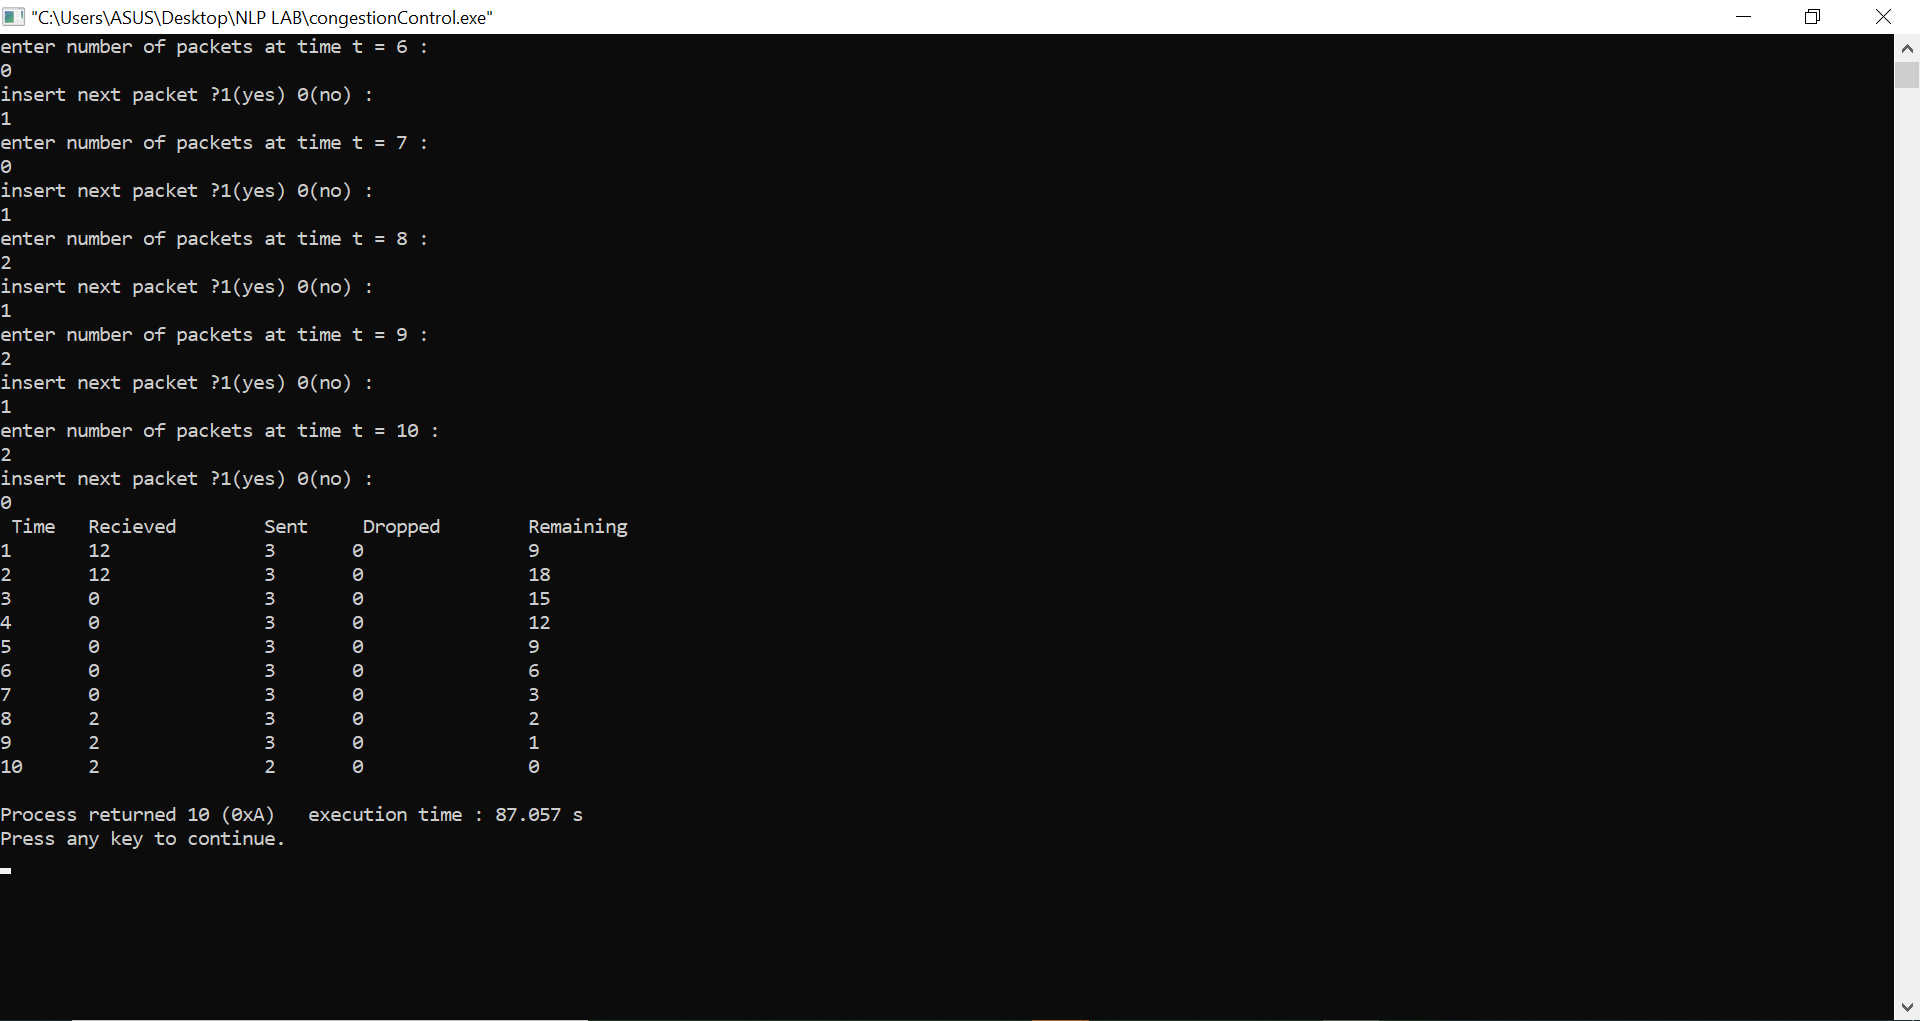 "C:\Users\ASUS\Desktop\NLP LAB\congestionControl.exe"
enter number of packets at time t = 6 :
0
insert next packet ?1(yes) 0(no) :
1
enter number of packets at time t = 7 :
0
insert next packet ?1(yes) 0(no) :
1
enter number of packets at time t = 8 :
2
insert next packet ?1(yes) 0(no) :
1
enter number of packets at time t = 9 :
2
insert next packet ?1(yes) 0(no) :
1
enter number of packets at time t = 10 :
2
insert next packet ?1(yes) 0(no) :
0
Time Recieved Sent Dropped Remaining
1 12 3 0 9
2 12 3 0 18
3 0 3 0 15
4 0 3 0 12
5 0 3 0 9
6 0 3 0 6
7 0 3 0 3
8 2 3 0 2
9 2 3 0 1
10 2 2 0 0
Process returned 10 (0xA) execution time : 87.057 s
Press any key to continue.